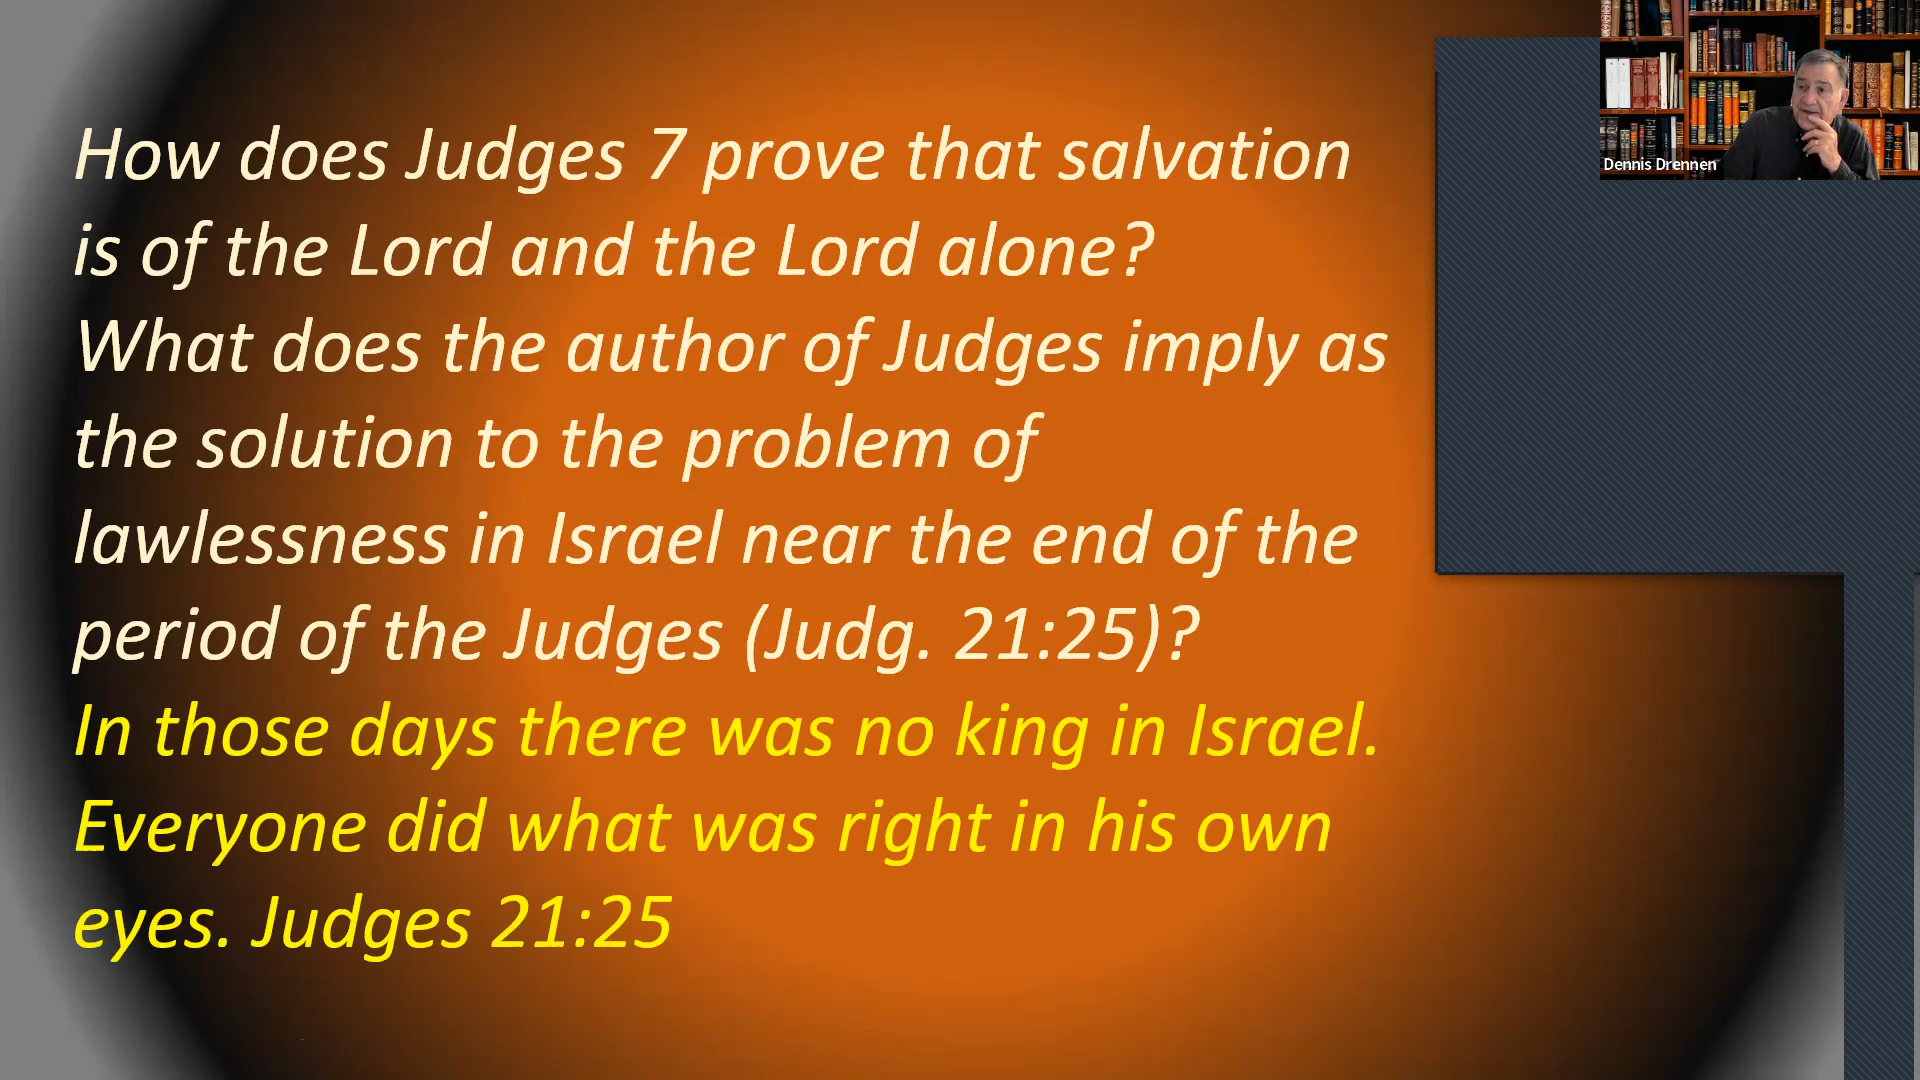 How does Judges 7 prove that salvation
is of the Lord and the Lord alone?
What does the author of Judges imply as
the solution to the problem of
lawlessness in Israel near the end of the
period of the Judges (Judg. 21:25)?
In those days there was no king in Israel.
Everyone did what was right in his own
eyes. Judges 21:25
Dennis Drennen